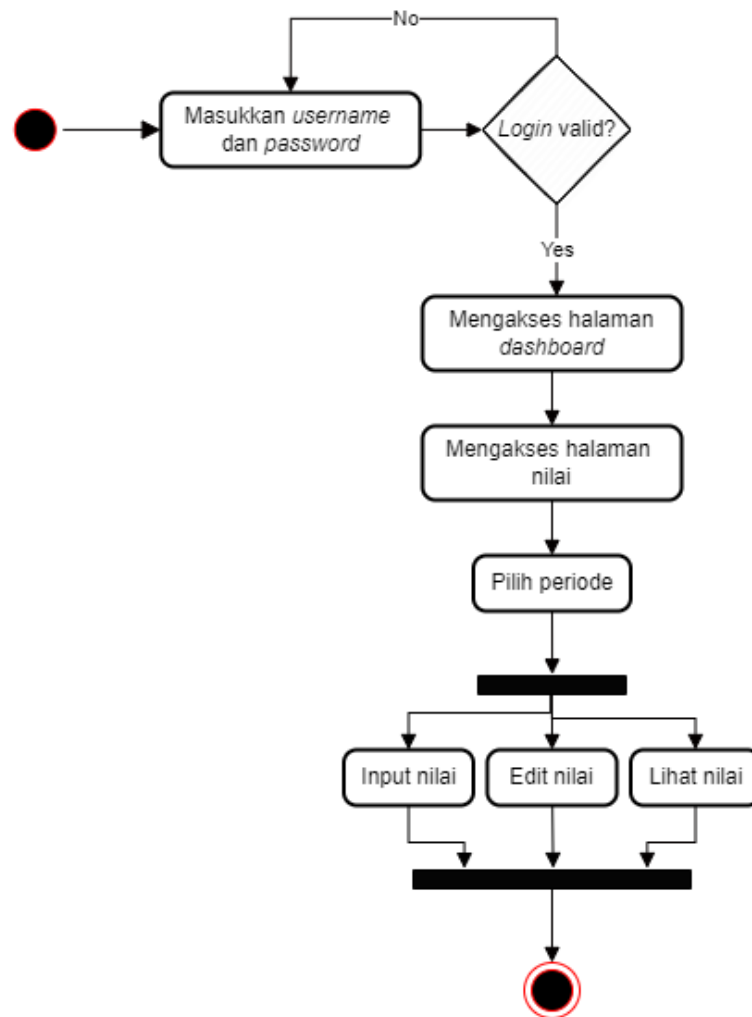 No
Masukkan username
dan password
Login valid?
Yes
Mengakses halaman
dashboard
Mengakses halaman
nilai
Pilih periode
Input nilai
Edit nilai
Lihat nilai